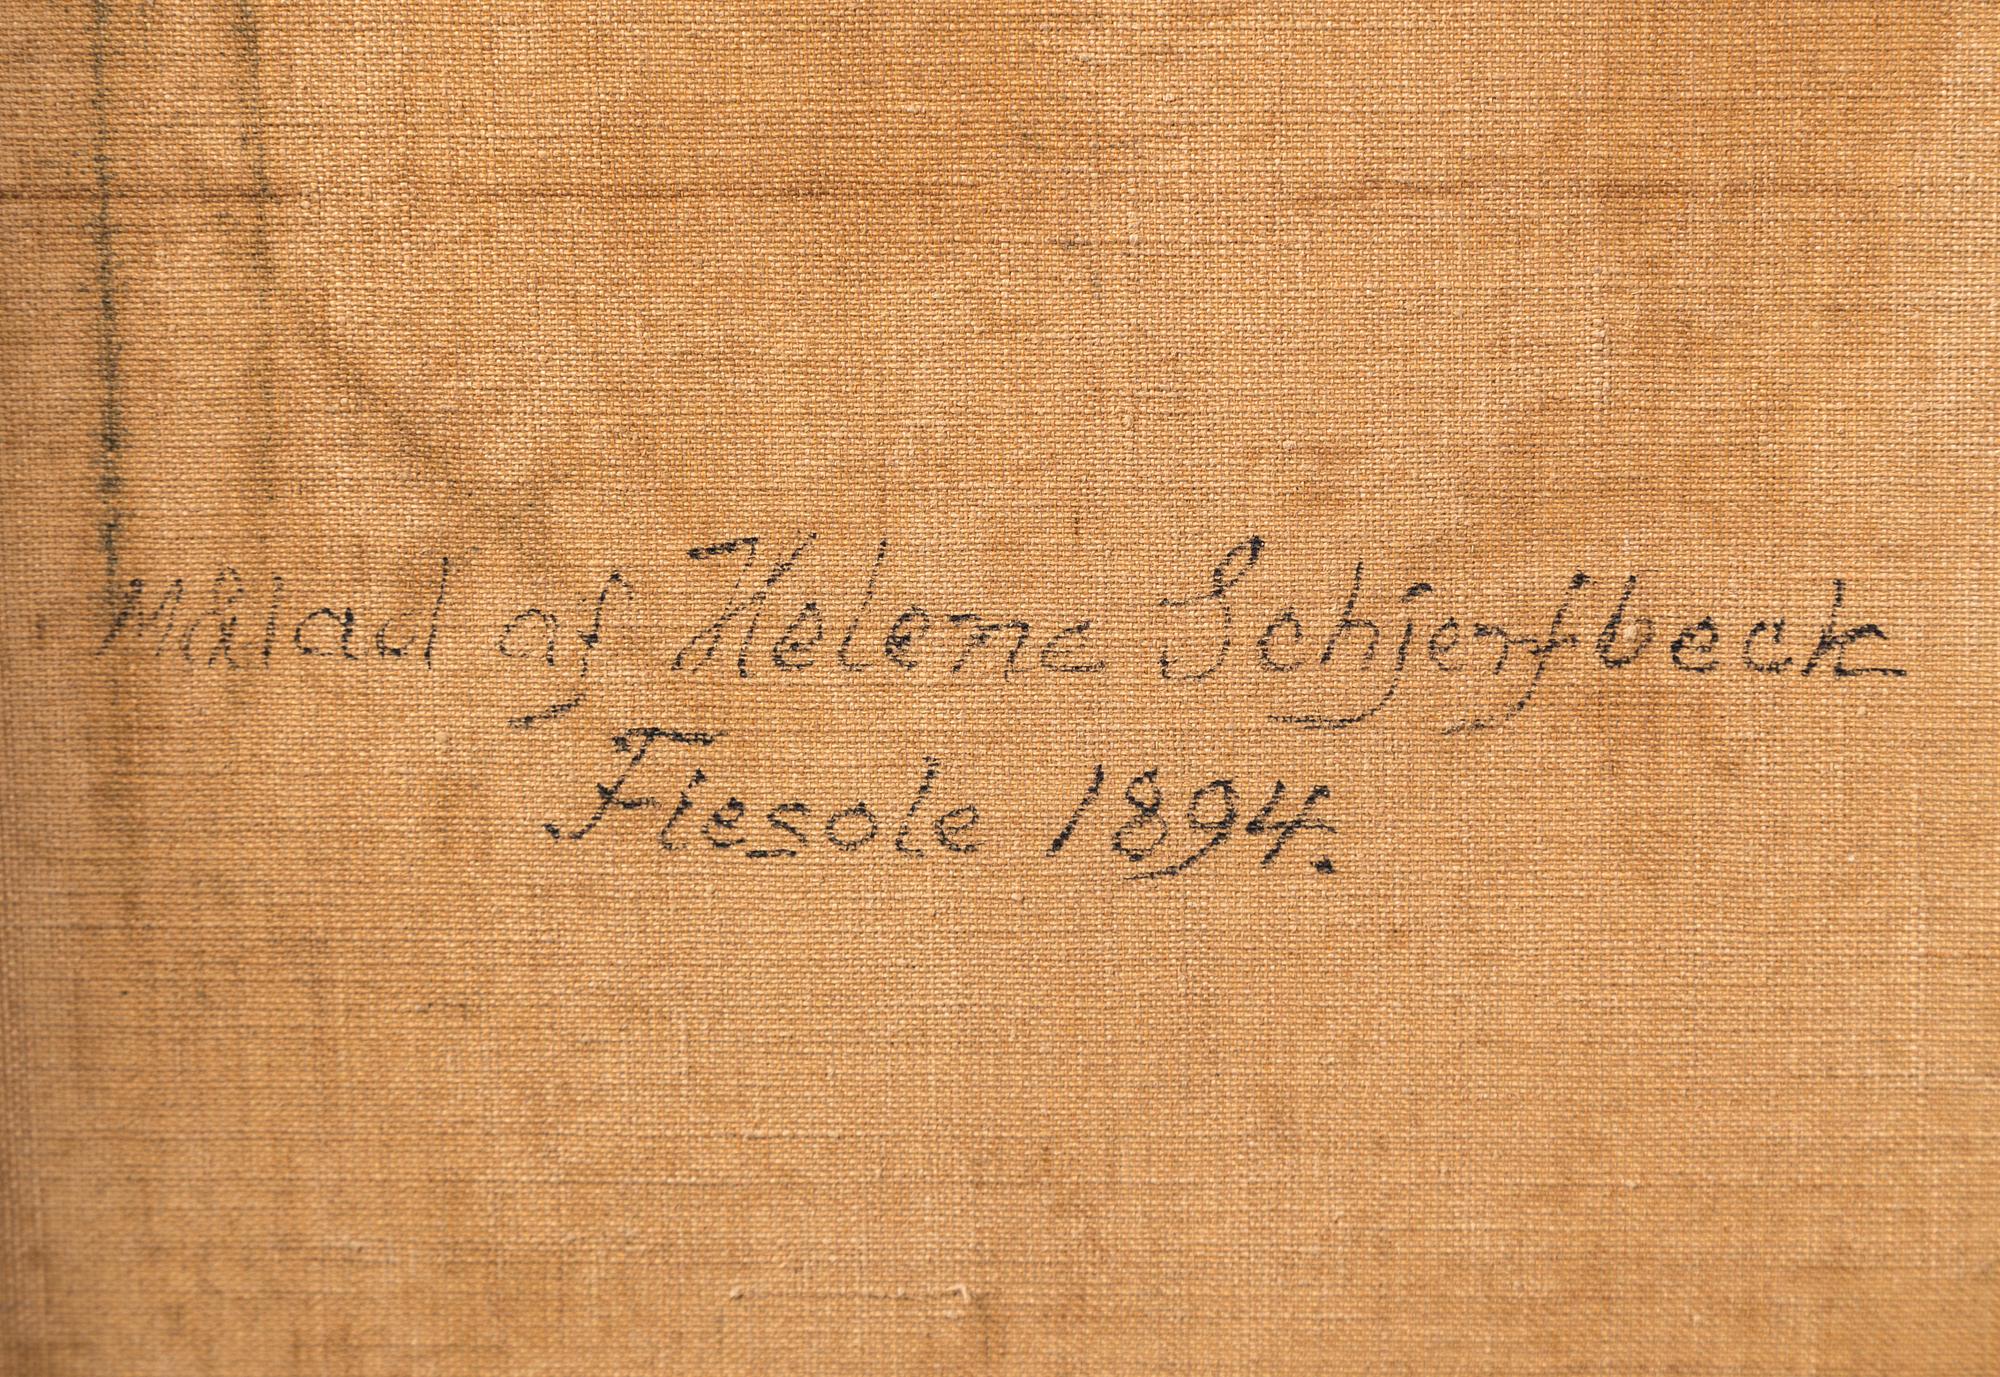 Målad af Helene Schjerfbeck
Fiesole 1894.